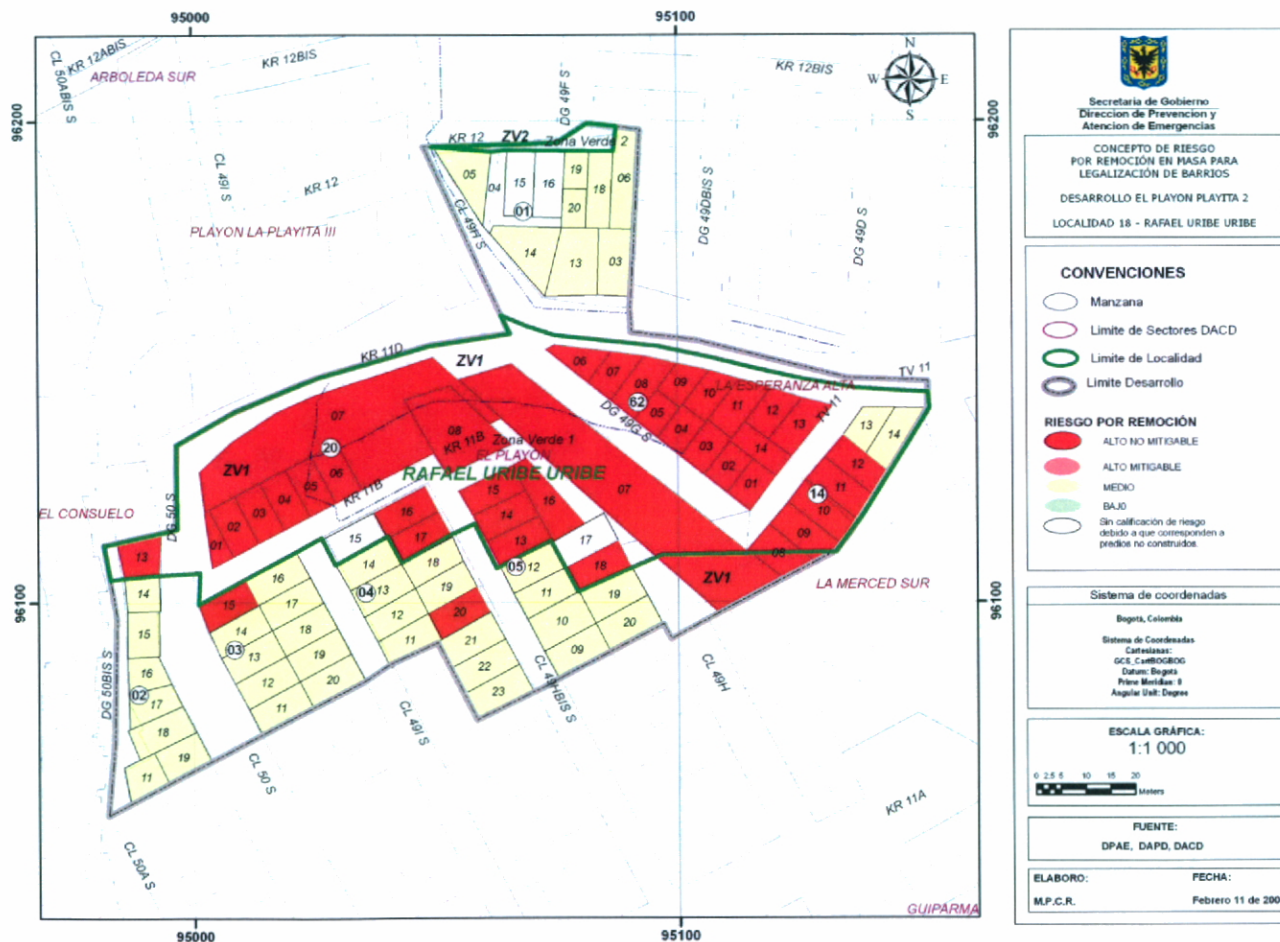 95000
95100
96200
96200
96100
96100
95000
95100
CL 50ABIS S
KR 12ABIS
ARBOLEDA SUR
KR 12BIS
DG 49F S
KR 12BIS
N
W
E
S
CL 49I S
KR 12
PLAYON LA PLAYITA III
KR 12
ZV2
Zona Verde 2
05
04
15
16
19
18
06
20
01
CL 49H S
14
13
03
DG 49DBIS S
DG 49D S
KR 11D
ZV1
TV 11
LA ESPERANZA ALTA
06
07
08
09
10
11
12
13
62
05
04
03
02
01
14
DG 49G S
TV 11
13
14
12
11
14
10
09
08
07
20
08
KR 11B
Zona Verde 1
EL PLAYON
RAFAEL URIBE URIBE
ZV1
06
05
04
03
02
01
KR 11B
07
EL CONSUELO
DG 50 S
15
16
17
15
16
14
13
17
18
ZV1
LA MERCED SUR
13
14
15
16
02
17
18
19
11
DG 50BIS S
15
16
14
17
03
13
18
12
19
11
20
14
04
13
12
11
18
19
20
21
22
23
05
12
11
10
09
19
20
CL 49HBIS S
CL 49H
CL 49I S
CL 50 S
CL 50A S
KR 11A
GUIPARMA
Secretaria de Gobierno
Direccion de Prevencion y
Atencion de Emergencias
CONCEPTO DE RIESGO
POR REMOCIÓN EN MASA PARA
LEGALIZACIÓN DE BARRIOS
DESARROLLO EL PLAYON PLAYITA 2
LOCALIDAD 18 - RAFAEL URIBE URIBE
CONVENCIONES
Manzana
Limite de Sectores DACD
Limite de Localidad
Limite Desarrollo
RIESGO POR REMOCIÓN
ALTO NO MITIGABLE
ALTO MITIGABLE
MEDIO
BAJO
Sin calificación de riesgo
debido a que corresponden a
predios no construidos.
Sistema de coordenadas
Bogotá, Colombia
Sistema de Coordenadas
Cartesianas:
GCS_CartBOGBOG
Datum: Bogotá
Prime Meridian: 0
Angular Unit: Degree
ESCALA GRÁFICA:
1:1 000
0 2.5 5 10 15 20
Meters
FUENTE:
DPAE, DAPD, DACD
ELABORO:
FECHA:
M.P.C.R.
Febrero 11 de 200